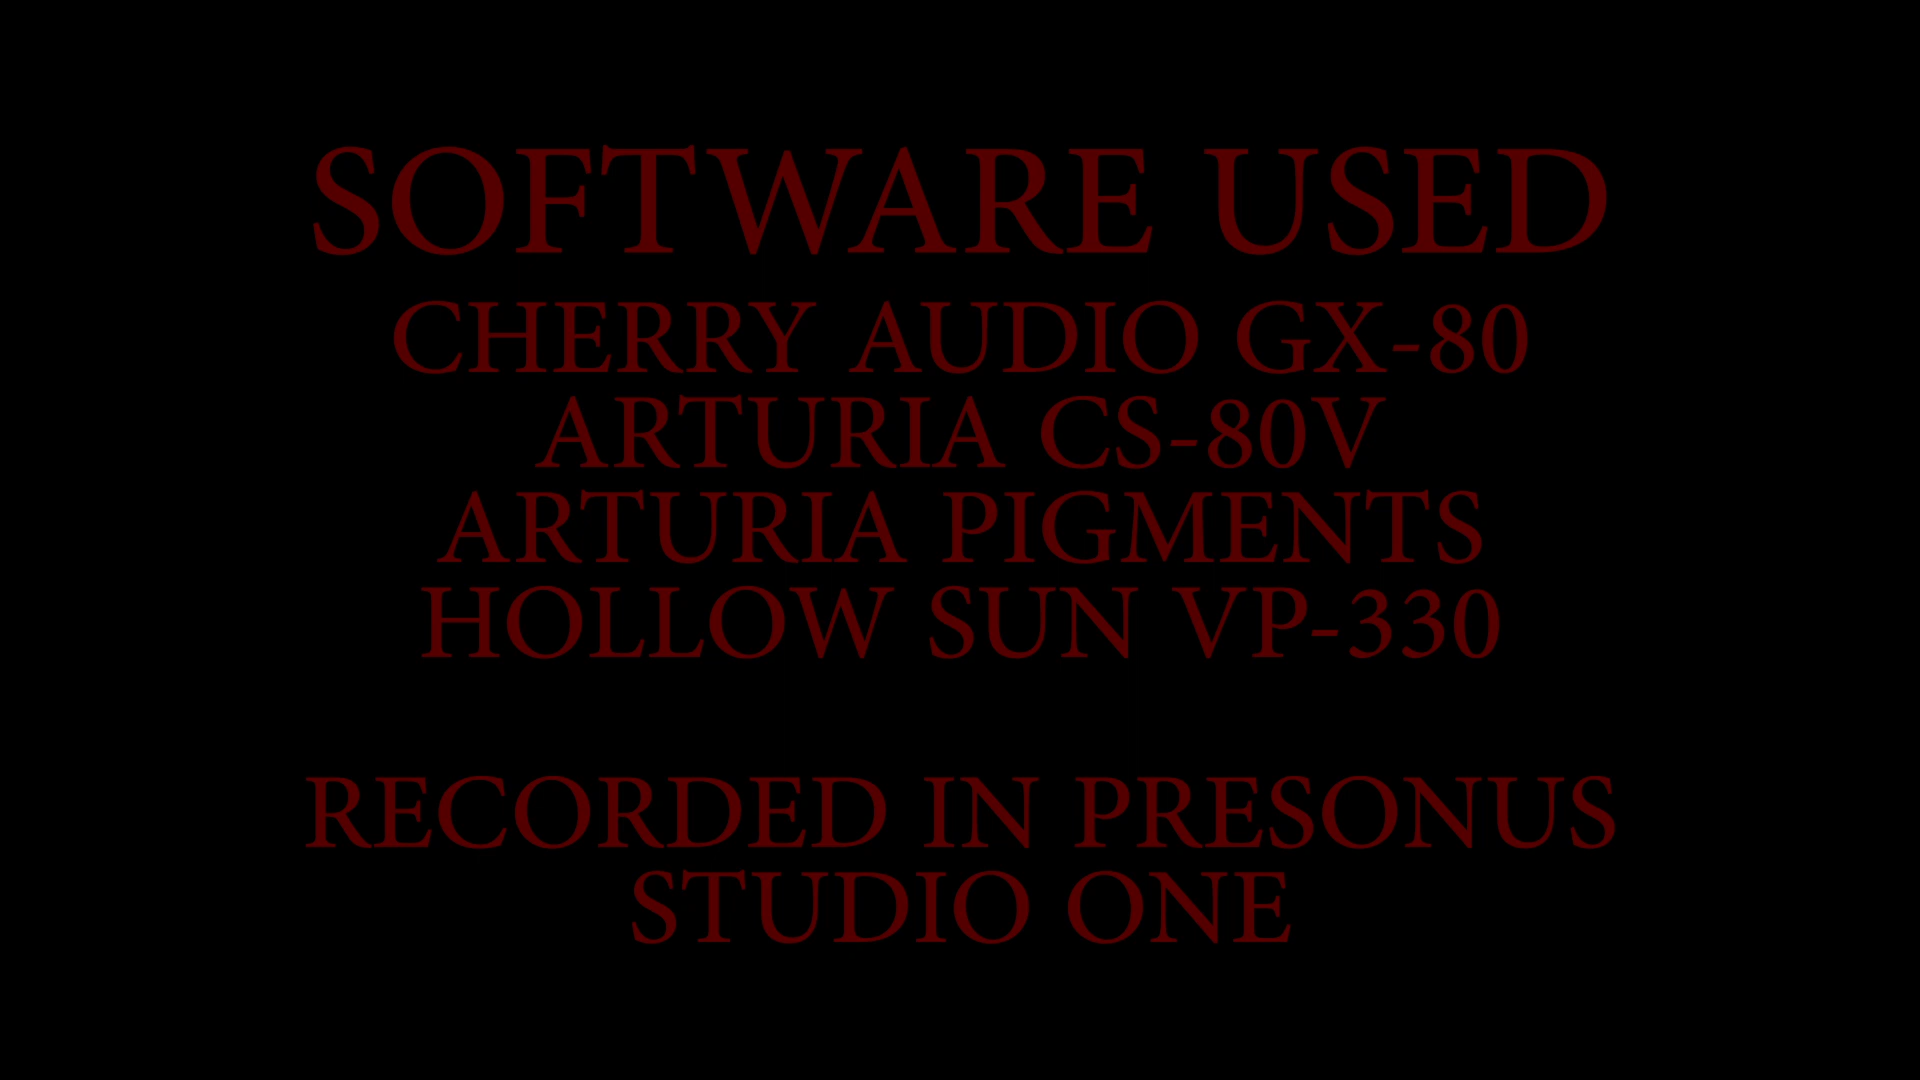 SOFTWARE USED
CHERRY AUDIO GX-80
ARTURIA CS-80V
ARTURIA PIGMENTS
HOLLOW SUN VP-330
RECORDED IN PRESONUS
STUDIO ONE